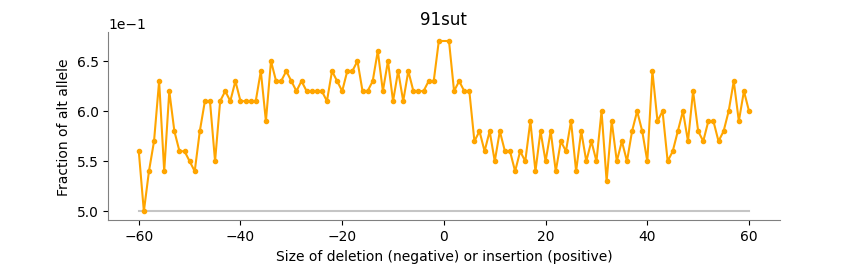 91sut
1e−1
Fraction of alt allele
6.5
6.0
5.5
5.0
−60 −40 −20 0 20 40 60
Size of deletion (negative) or insertion (positive)